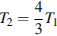 T₂ = 4/3 T₁